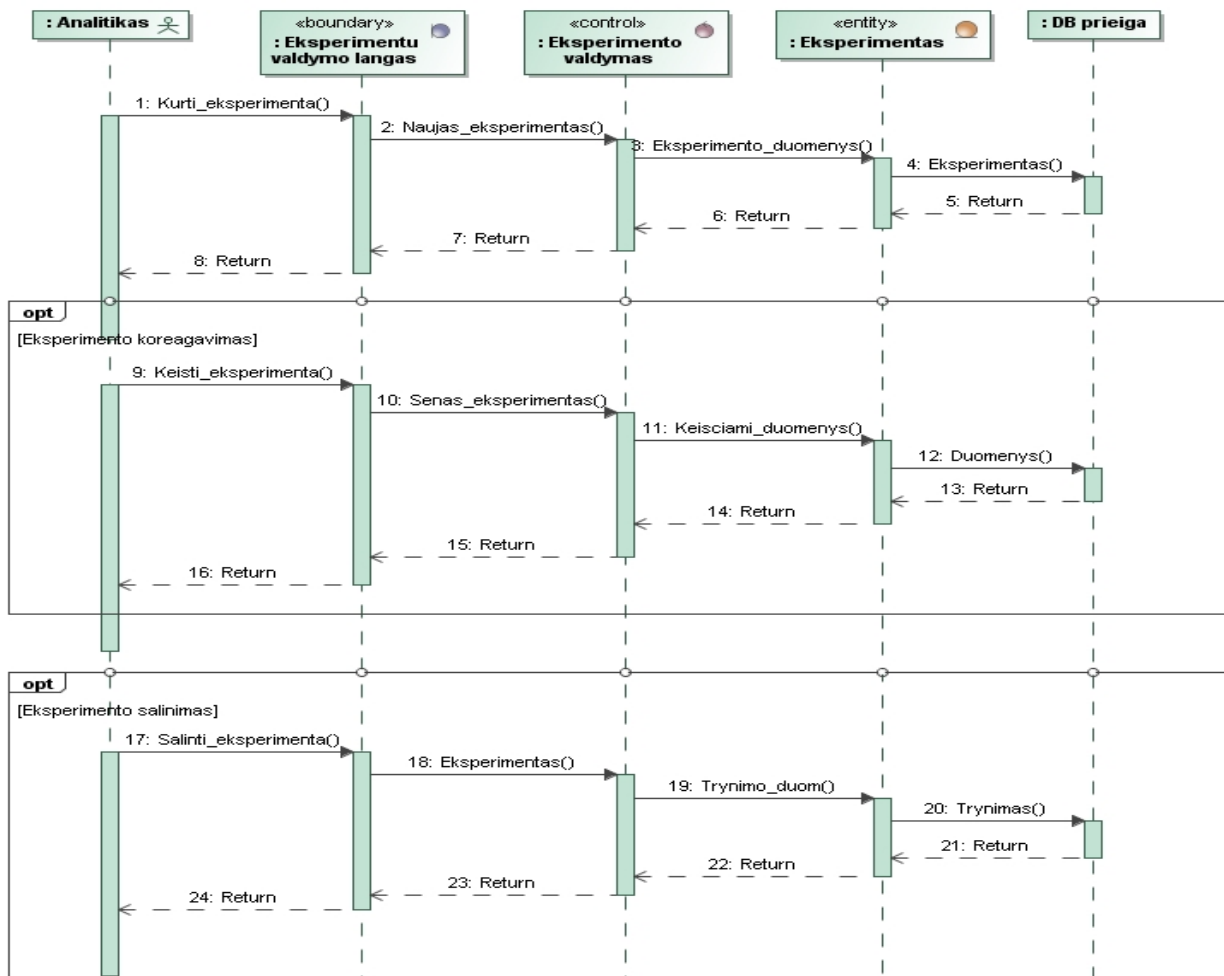 : Analitikas
«boundary»
: Eksperimentu
valdymo langas
«control»
: Eksperimento
valdymas
«entity»
: Eksperimentas
: DB prieiga
1: Kurti_eksperimenta()
2: Naujas_eksperimentas()
3: Eksperimento_duomenys()
4: Eksperimentas()
5: Return
6: Return
7: Return
8: Return
opt
[Eksperimento koreagavimas]
9: Keisti_eksperimenta()
10: Senas_eksperimentas()
11: Keisciami_duomenys()
12: Duomenys()
13: Return
14: Return
15: Return
16: Return
opt
[Eksperimento salinimas]
17: Salinti_eksperimenta()
18: Eksperimentas()
19: Trynimo_duom()
20: Trynimas()
21: Return
22: Return
23: Return
24: Return